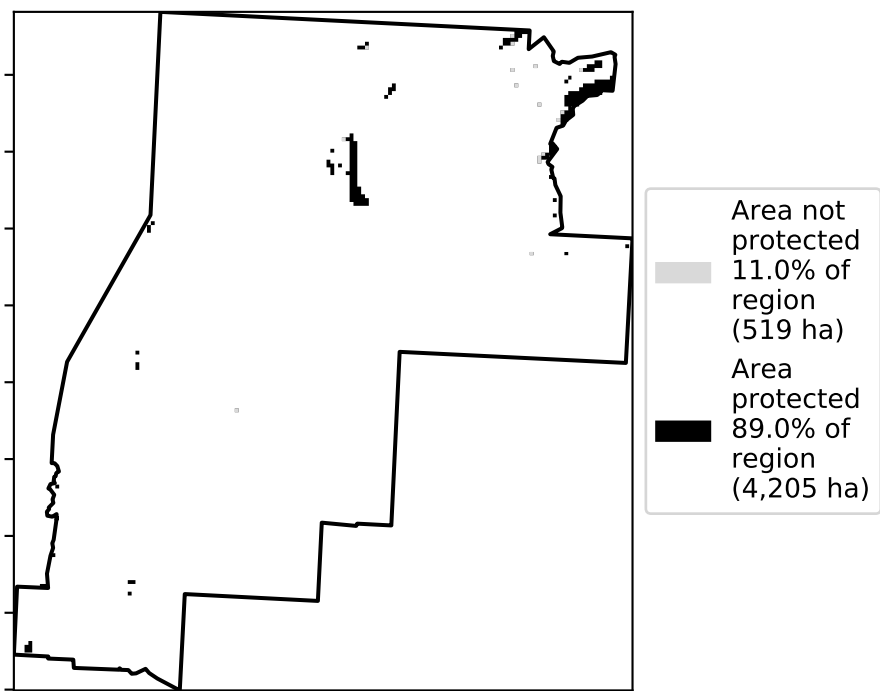 Area not
protected
11.0% of
region
(519 ha)
Area
protected
89.0% of
region
(4,205 ha)